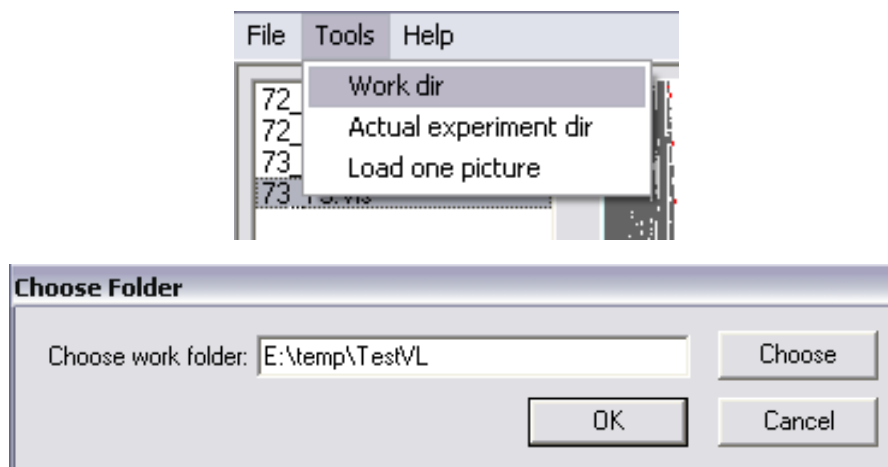 File Tools Help
72_
Work dir
72_
Actual experiment dir
73_
Load one picture
73
Choose Folder
Choose work folder: E:\temp\TestVL Choose
OK Cancel